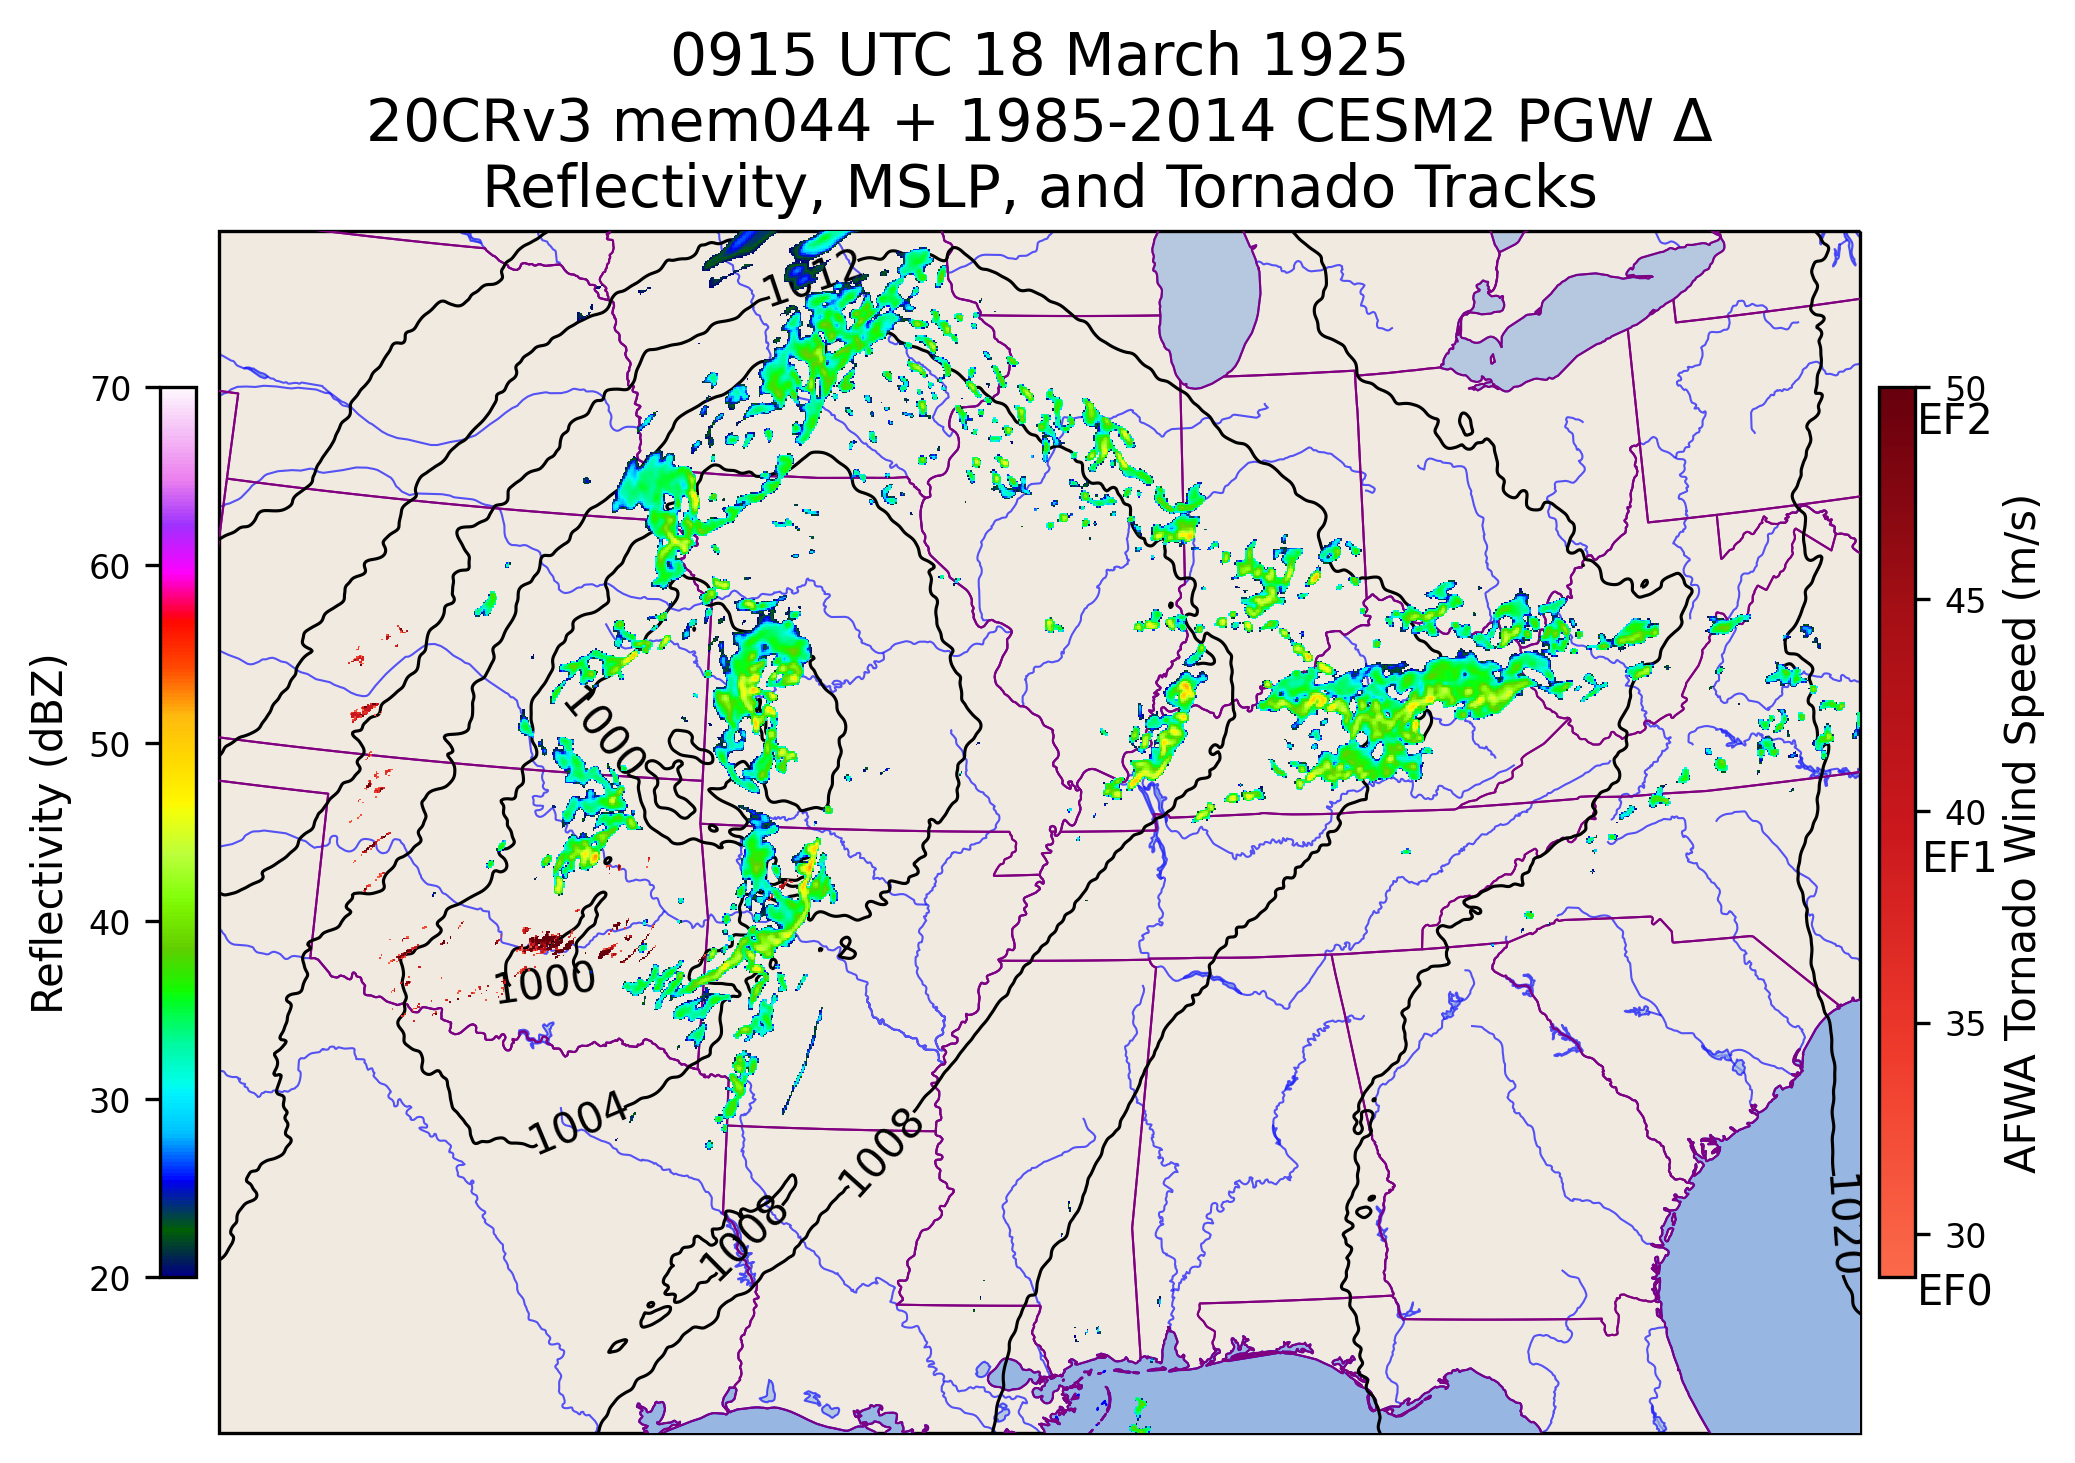 0915 UTC 18 March 1925
20CRv3 mem044 + 1985-2014 CESM2 PGW Δ
Reflectivity, MSLP, and Tornado Tracks
70
60
50
40
30
20
Reflectivity (dBZ)
1012
1000
1000
1004
1008
1008
1020
50
EF2
45
40
EF1
35
30
EF0
AFWA Tornado Wind Speed (m/s)